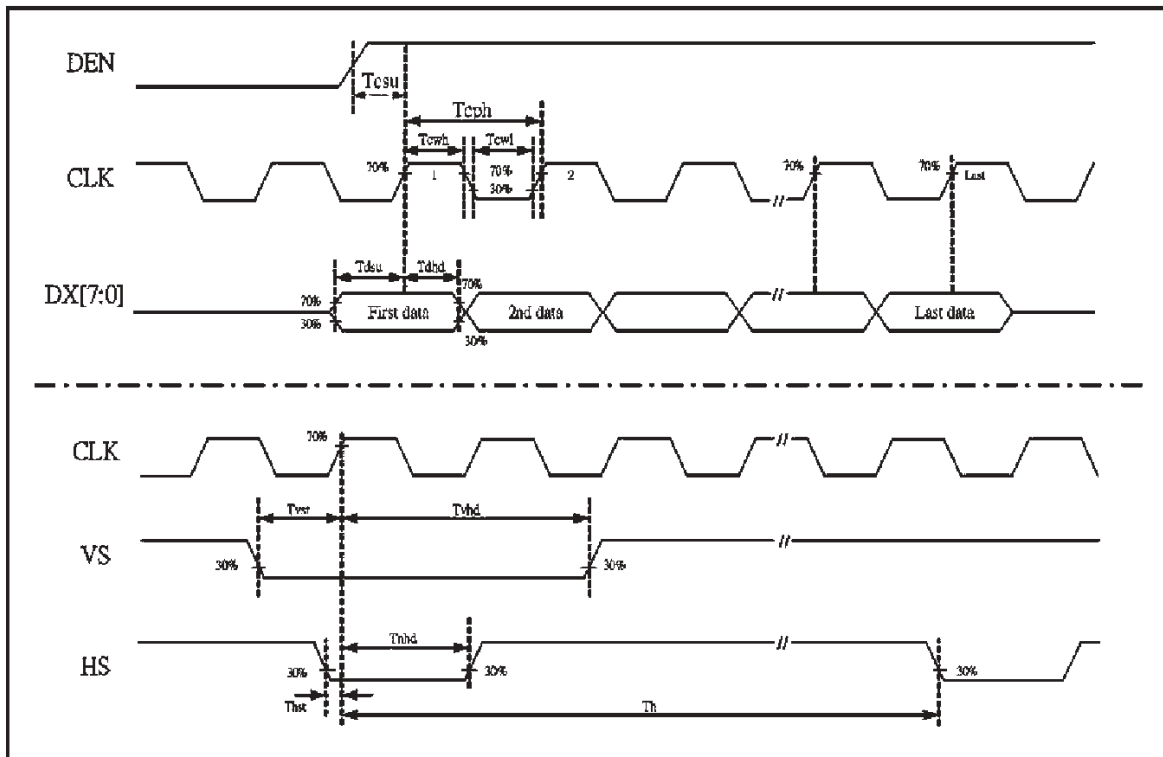 DEN
Tesu
Tcph
Tcwh
Tcwl
CLK
70%
1
70%
30%
2
//
70%
70%
Last
Tdsu
Tdhd
DX[7:0]
70%
30%
First data
70%
30%
2nd data
//
Last data
CLK
70%
//
Tvst
Tvhd
VS
30%
30%
//
Thhd
HS
30%
30%
//
30%
Thst
Th